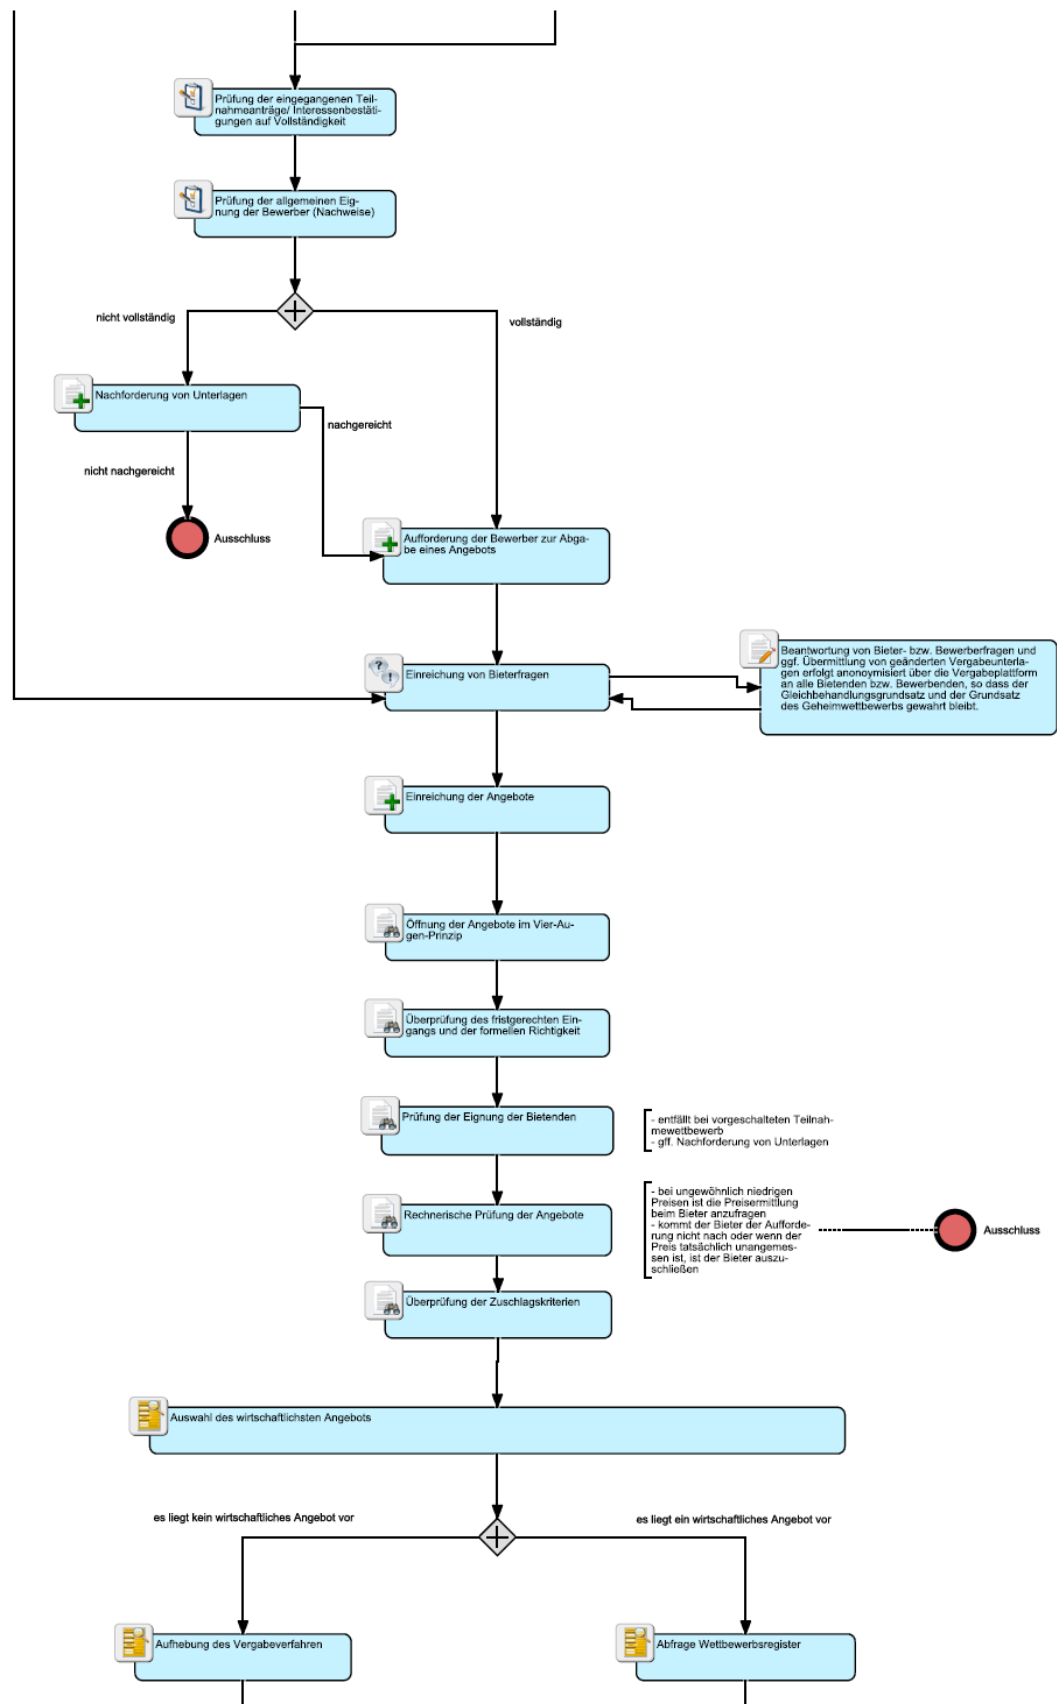 Prüfung der eingegangenen Teil-
nahmeanträge/ Interessenbestäti-
gungen auf Vollständigkeit
Prüfung der allgemeinen Eig-
nung der Bewerber (Nachweise)
nicht vollständig
vollständig
Nachforderung von Unterlagen
nachgereicht
nicht nachgereicht
Ausschluss
Aufforderung der Bewerber zur Abga-
be eines Angebots
Einreichung von Bieterfragen
Beantwortung von Bieter- bzw. Bewerberfragen und
ggf. Übermittlung von geänderten Vergabeunterla-
gen erfolgt anonoymisiert über die Vergabeplattform
an alle Bietenden bzw. Bewerbenden, so dass der
Gleichbehandlungsgrundsatz und der Grundsatz
des Geheimwettbewerbs gewahrt bleibt.
Einreichung der Angebote
Öffnung der Angebote im Vier-Au-
gen-Prinzip
Überprüfung des fristgerechten Ein-
gangs und der formellen Richtigkeit
Prüfung der Eignung der Bietenden
- entfällt bei vorgeschalteten Teilnah-
mewettbewerb
- gff. Nachforderung von Unterlagen
Rechnerische Prüfung der Angebote
- bei ungewöhnlich niedrigen
Preisen ist die Preisermittlung
beim Bieter anzufragen
- kommt der Bieter der Aufforde-
rung nicht nach oder wenn der
Preis tatsächlich unangemes-
sen ist, ist der Bieter auszu-
schließen
Ausschluss
Überprüfung der Zuschlagskriterien
Auswahl des wirtschaftlichsten Angebots
es liegt kein wirtschaftliches Angebot vor
es liegt ein wirtschaftliches Angebot vor
Aufhebung des Vergabeverfahren
Abfrage Wettbewerbsregister